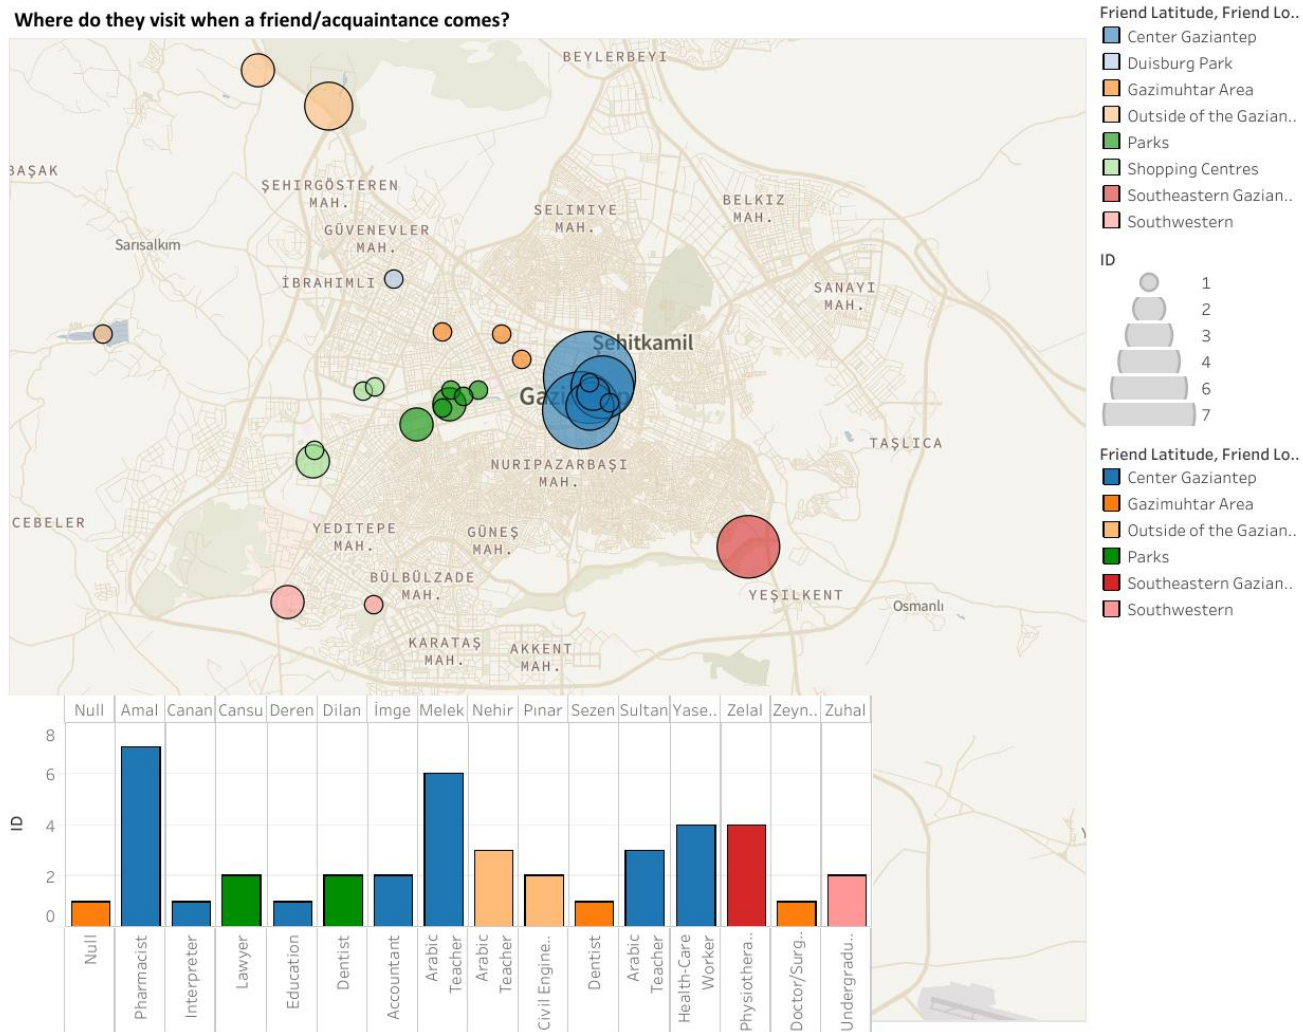 Where do they visit when a friend/acquaintance comes?
BEYLERBEYI
BAŞAK
ŞEHIRGÖSTEREN
MAH.
GÜVENEVLER
MAH.
SELIMIYE
MAH.
BELKIZ
MAH.
Sarısalkım
İBRAHIMLI
SANAYI
MAH.
Şehitkamil
TAŞLICA
NURIPAZARBAŞI
MAH.
CEBELER
YEDITEPE
MAH.
GÜNEŞ
MAH.
BÜLBÜLZADE
MAH.
YEŞILKENT
Osmanlı
KARATAŞ
MAH.
AKKENT
MAH.
Friend Latitude, Friend Lo..
Center Gaziantep
Duisburg Park
Gazimuhtar Area
Outside of the Gazian..
Parks
Shopping Centres
Southeastern Gazian..
Southwestern
ID
1
2
3
4
6
7
Friend Latitude, Friend Lo..
Center Gaziantep
Gazimuhtar Area
Outside of the Gazian..
Parks
Southeastern Gazian..
Southwestern
Null Amal Canan Cansu Deren Dilan İmge Melek Nehir Pınar Sezen Sultan Yase.. Zelal Zeyn.. Zuhal
ID
8
6
4
2
0
Null
Pharmacist
Interpreter
Lawyer
Education
Dentist
Accountant
Arabic
Teacher
Arabic
Teacher
Civil Engine..
Dentist
Arabic
Teacher
Health-Care
Worker
Physiothera..
Doctor/Surg..
Undergradu..